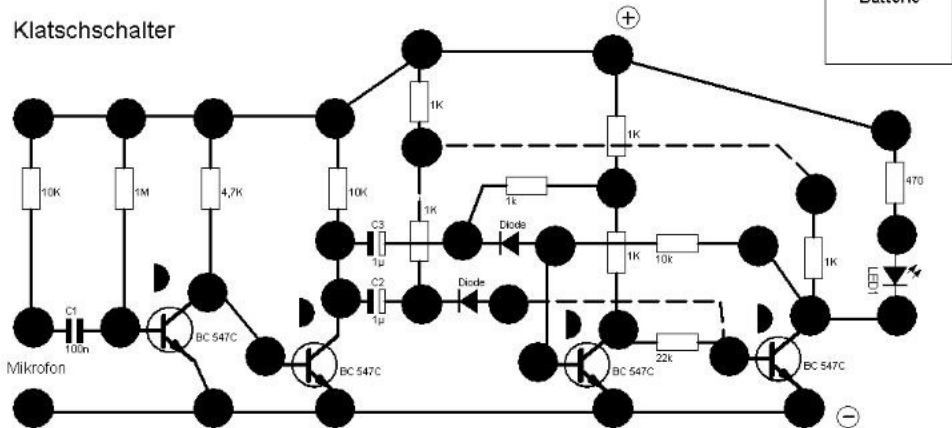 Batterie
Klatschschalter
+
1K
1K
10K
1M
4,7K
10K
1K
1k
1K
10k
1K
470
C3
1µ
Diode
C2
1µ
Diode
LED1
C1
100n
BC 547C
BC 547C
BC 547C
22k
BC 547C
Mikrofon
−